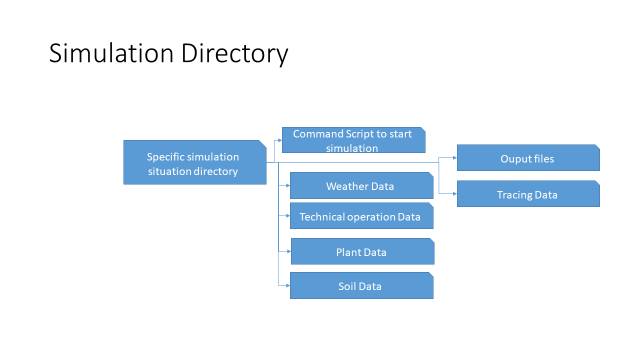 Simulation Directory
Command Script to start
simulation
Specific simulation
situation directory
Ouput files
Weather Data
Tracing Data
Technical operation Data
Plant Data
Soil Data